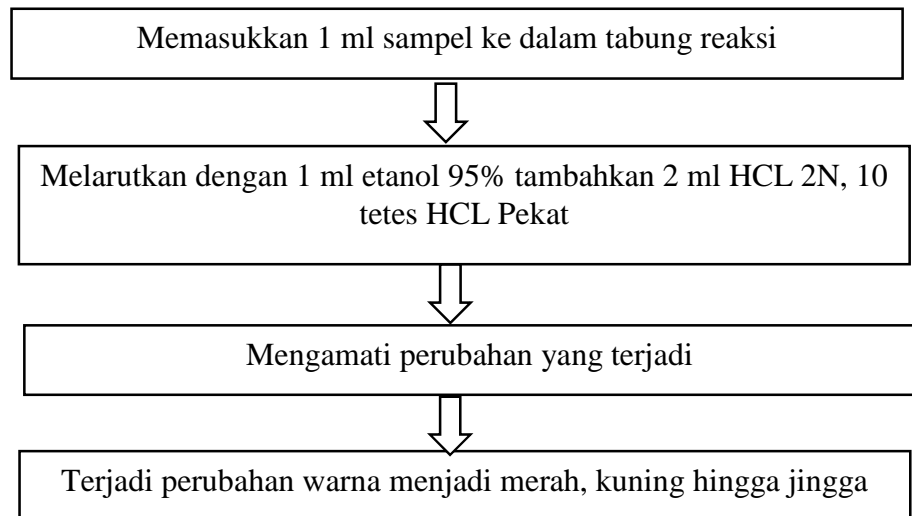 Memasukkan 1 ml sampel ke dalam tabung reaksi
Melarutkan dengan 1 ml etanol 95% tambahkan 2 ml HCL 2N, 10
tetes HCL Pekat
Mengamati perubahan yang terjadi
Terjadi perubahan warna menjadi merah, kuning hingga jingga